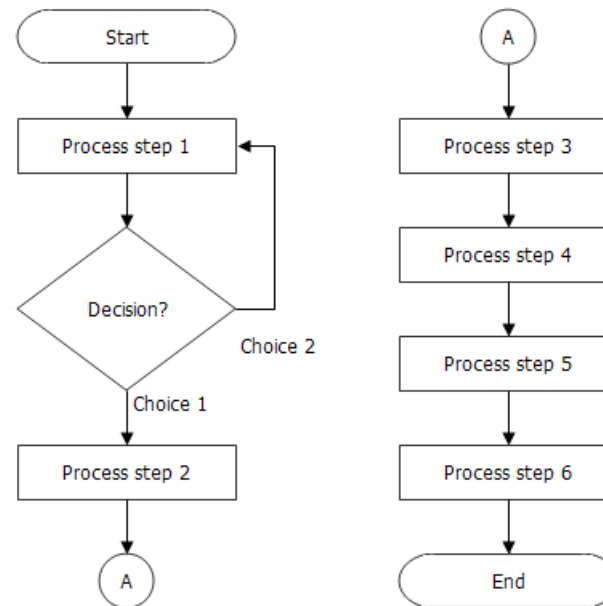 Start
Process step 1
Decision?
Choice 2
Choice 1
Process step 2
A
A
Process step 3
Process step 4
Process step 5
Process step 6
End